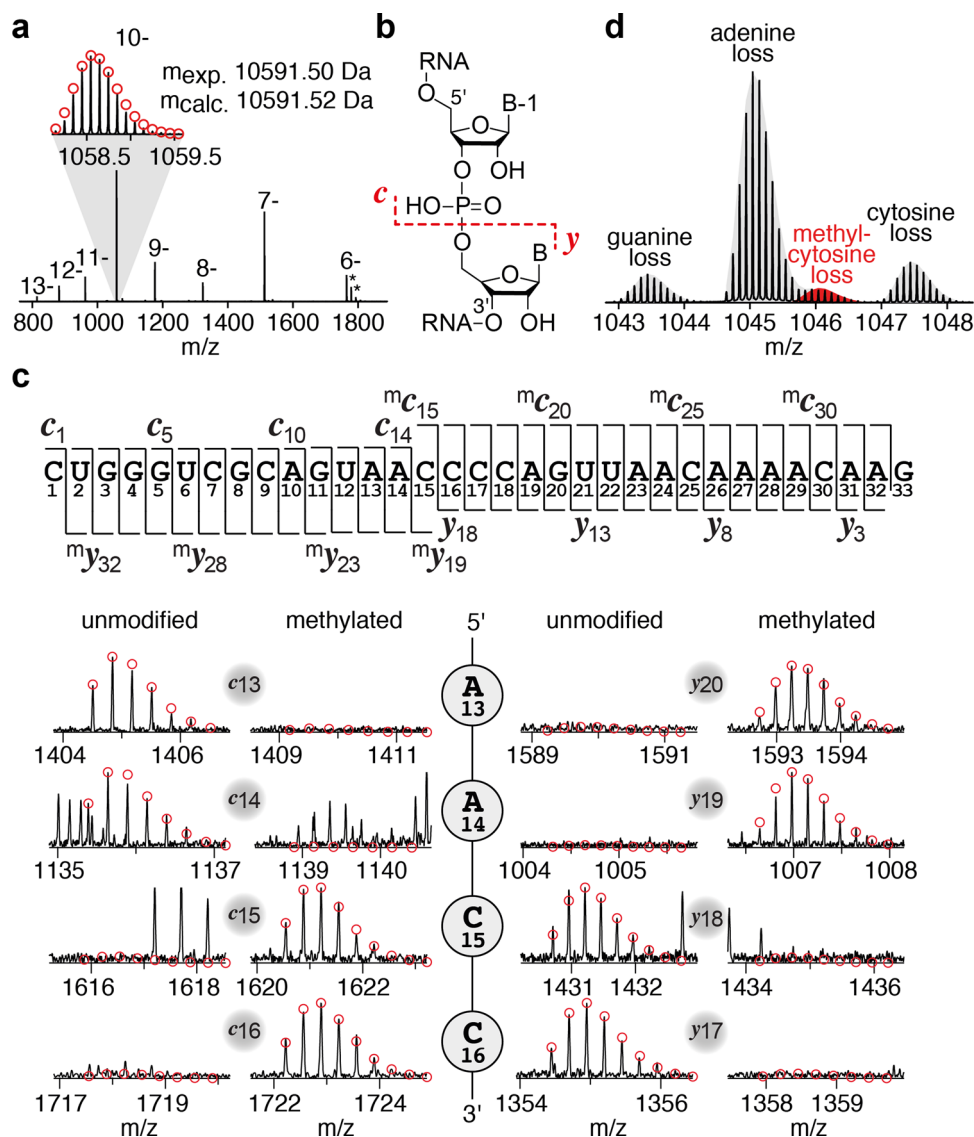 a
b
d
10-
mexp. 10591.50 Da
mcalc. 10591.52 Da
1058.5 1059.5
13- 12- 11- 9- 8- 7- 6- * *
800 1000 1200 1400 1600 1800
m/z
RNA
O 5' B-1
O
O OH
c HO-P=O
O B y
O
3'
RNA-O OH
adenine
loss
guanine
loss
methyl-
cytosine
loss
cytosine
loss
1043 1044 1045 1046 1047 1048
m/z
c
mc15 mc20 mc25 mc30
c1 c5 c10 c14
C U G G G U C G C A G U A A C C C C A G U U A A C A A A A C A A G
1 2 3 4 5 6 7 8 9 10 11 12 13 14 15 16 17 18 19 20 21 22 23 24 25 26 27 28 29 30 31 32 33
y18 y13 y8 y3
my32 my28 my23 my19
unmodified methylated 5' unmodified methylated
c13 A 13 y20
1404 1406 1409 1411 1589 1591 1593 1594
c14 A 14 y19
1135 1137 1139 1140 1004 1005 1007 1008
c15 C 15 y18
1616 1618 1620 1622 1431 1432 1434 1436
c16 C 16 y17
1717 1719 1722 1724 1354 1356 1358 1359
3'
m/z m/z m/z m/z